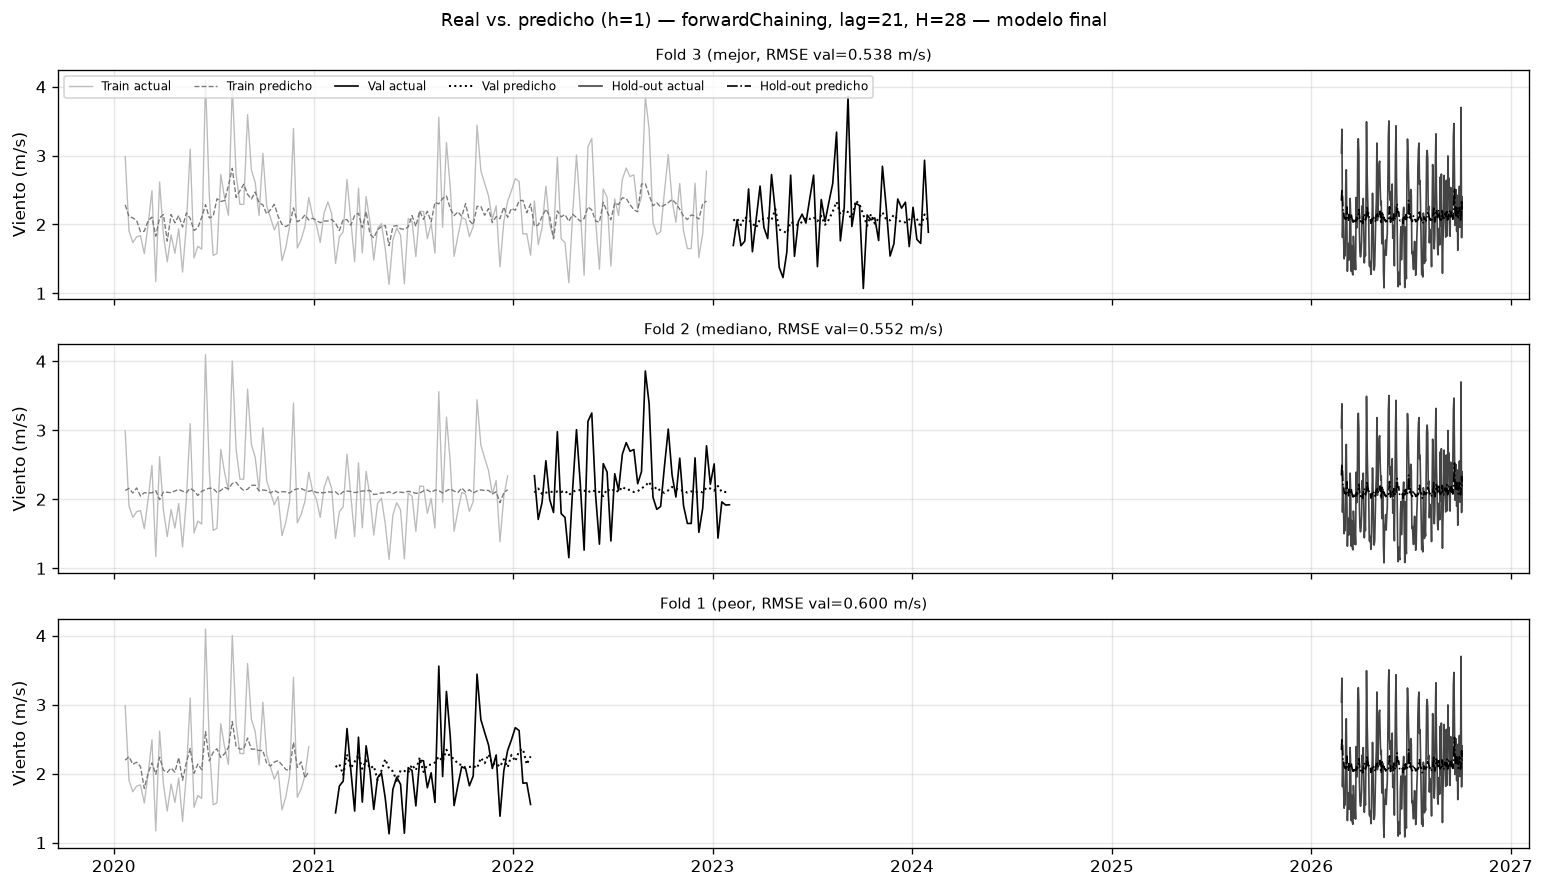 Real vs. predicho (h=1) — forwardChaining, lag=21, H=28 — modelo final
Fold 3 (mejor, RMSE val=0.538 m/s)
Train actual Train predicho Val actual Val predicho Hold-out actual Hold-out predicho
Viento (m/s)
4
3
2
1
Fold 2 (mediano, RMSE val=0.552 m/s)
Viento (m/s)
4
3
2
1
Fold 1 (peor, RMSE val=0.600 m/s)
Viento (m/s)
4
3
2
1
2020 2021 2022 2023 2024 2025 2026 2027